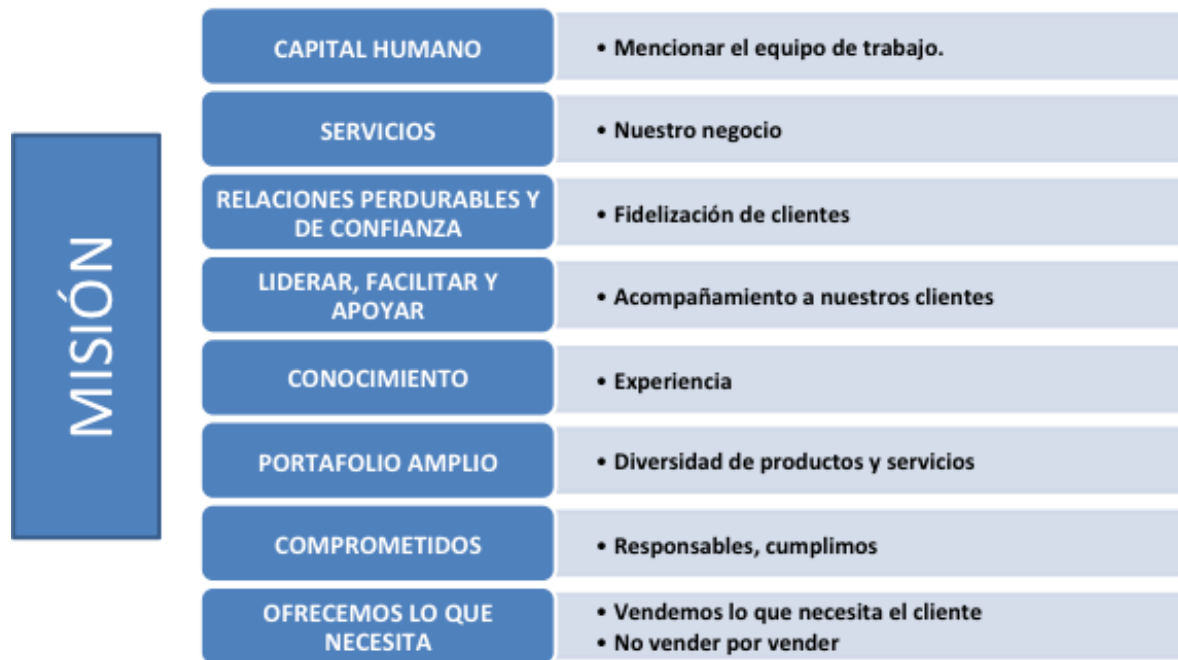 MISIÓN
CAPITAL HUMANO
• Mencionar el equipo de trabajo.
SERVICIOS
• Nuestro negocio
RELACIONES PERDURABLES Y
DE CONFIANZA
• Fidelización de clientes
LIDERAR, FACILITAR Y
APOYAR
• Acompañamiento a nuestros clientes
CONOCIMIENTO
• Experiencia
PORTAFOLIO AMPLIO
• Diversidad de productos y servicios
COMPROMETIDOS
• Responsables, cumplimos
OFRECEMOS LO QUE
NECESITA
• Vendemos lo que necesita el cliente
• No vender por vender